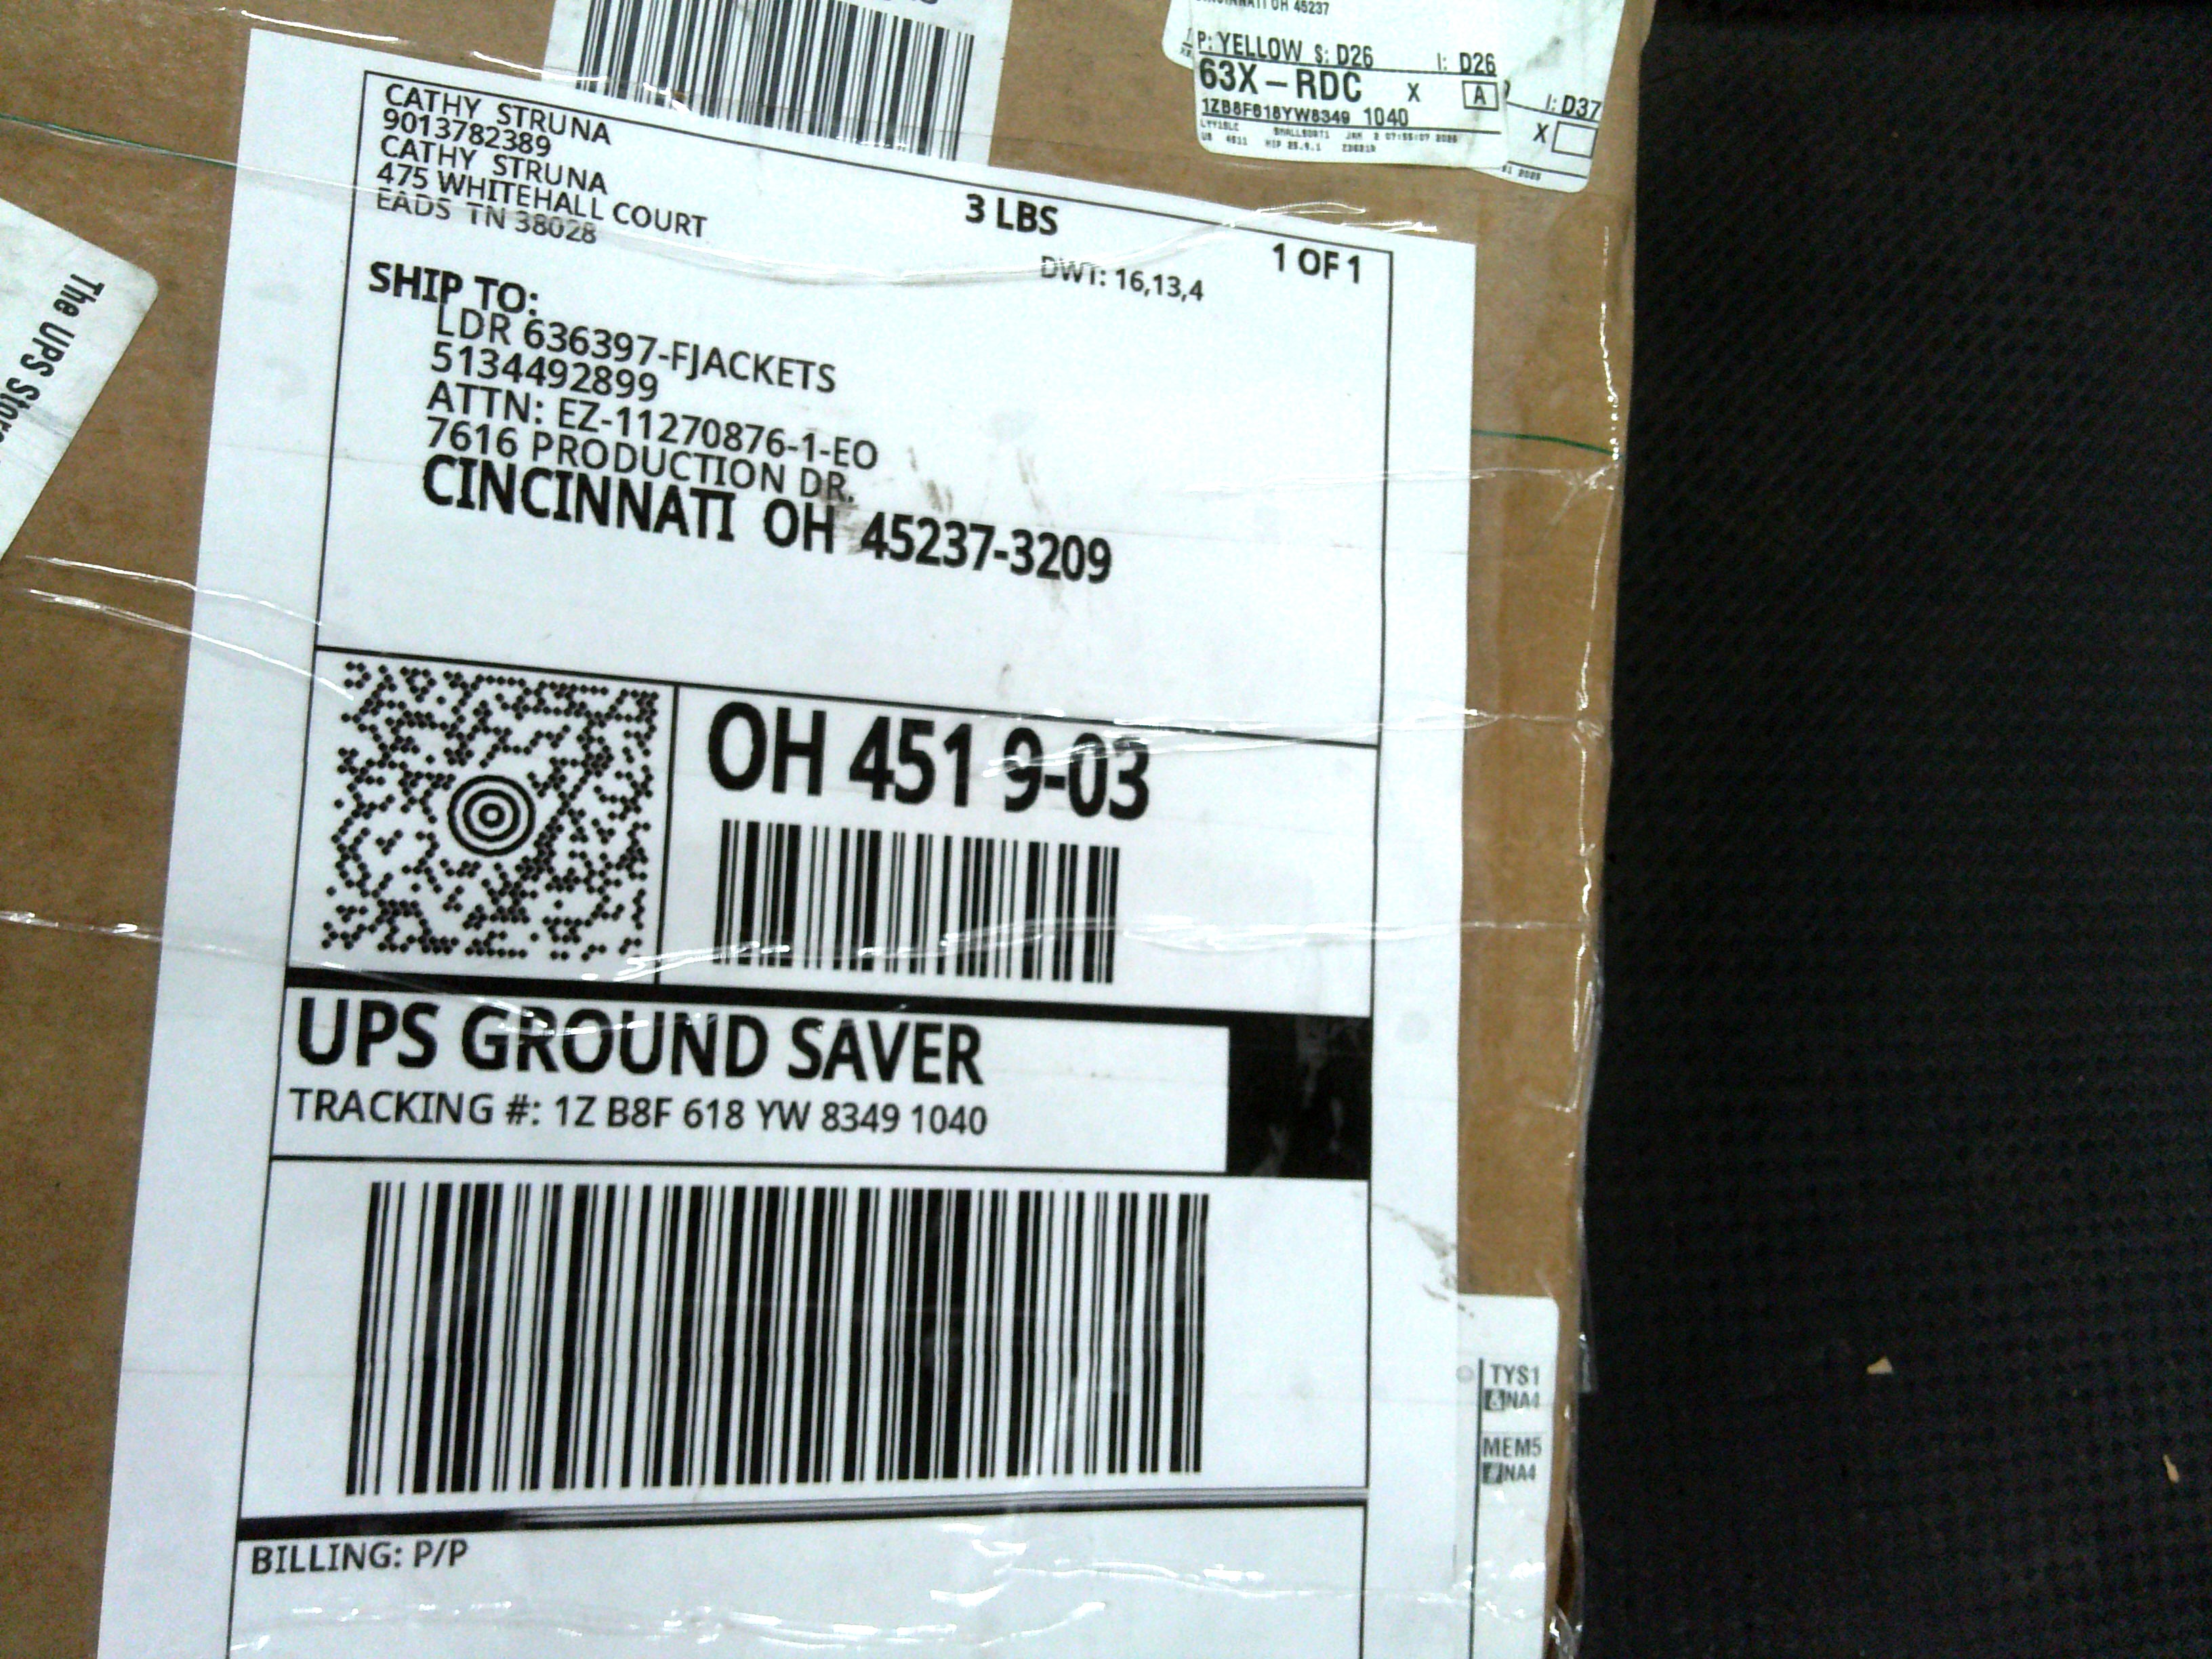 CINCINNATI OH 45237
P: YELLOW S: D26 I: D26
63X-RDC X A
1ZB8F618YW8349 1040
I: D37
X
CATHY STRUNA
9013782389
CATHY STRUNA
475 WHITEHALL COURT
EADS TN 38028
3 LBS
1 OF 1
DWT: 16,13,4
SHIP TO:
LDR 636397-FJACKETS
5134492899
ATTN: EZ-11270876-1-EO
7616 PRODUCTION DR.
CINCINNATI OH 45237-3209
The UPS
OH 451 9-03
UPS GROUND SAVER
TRACKING #: 1Z B8F 618 YW 8349 1040
TYS1
NA4
MEM5
NA4
BILLING: P/P